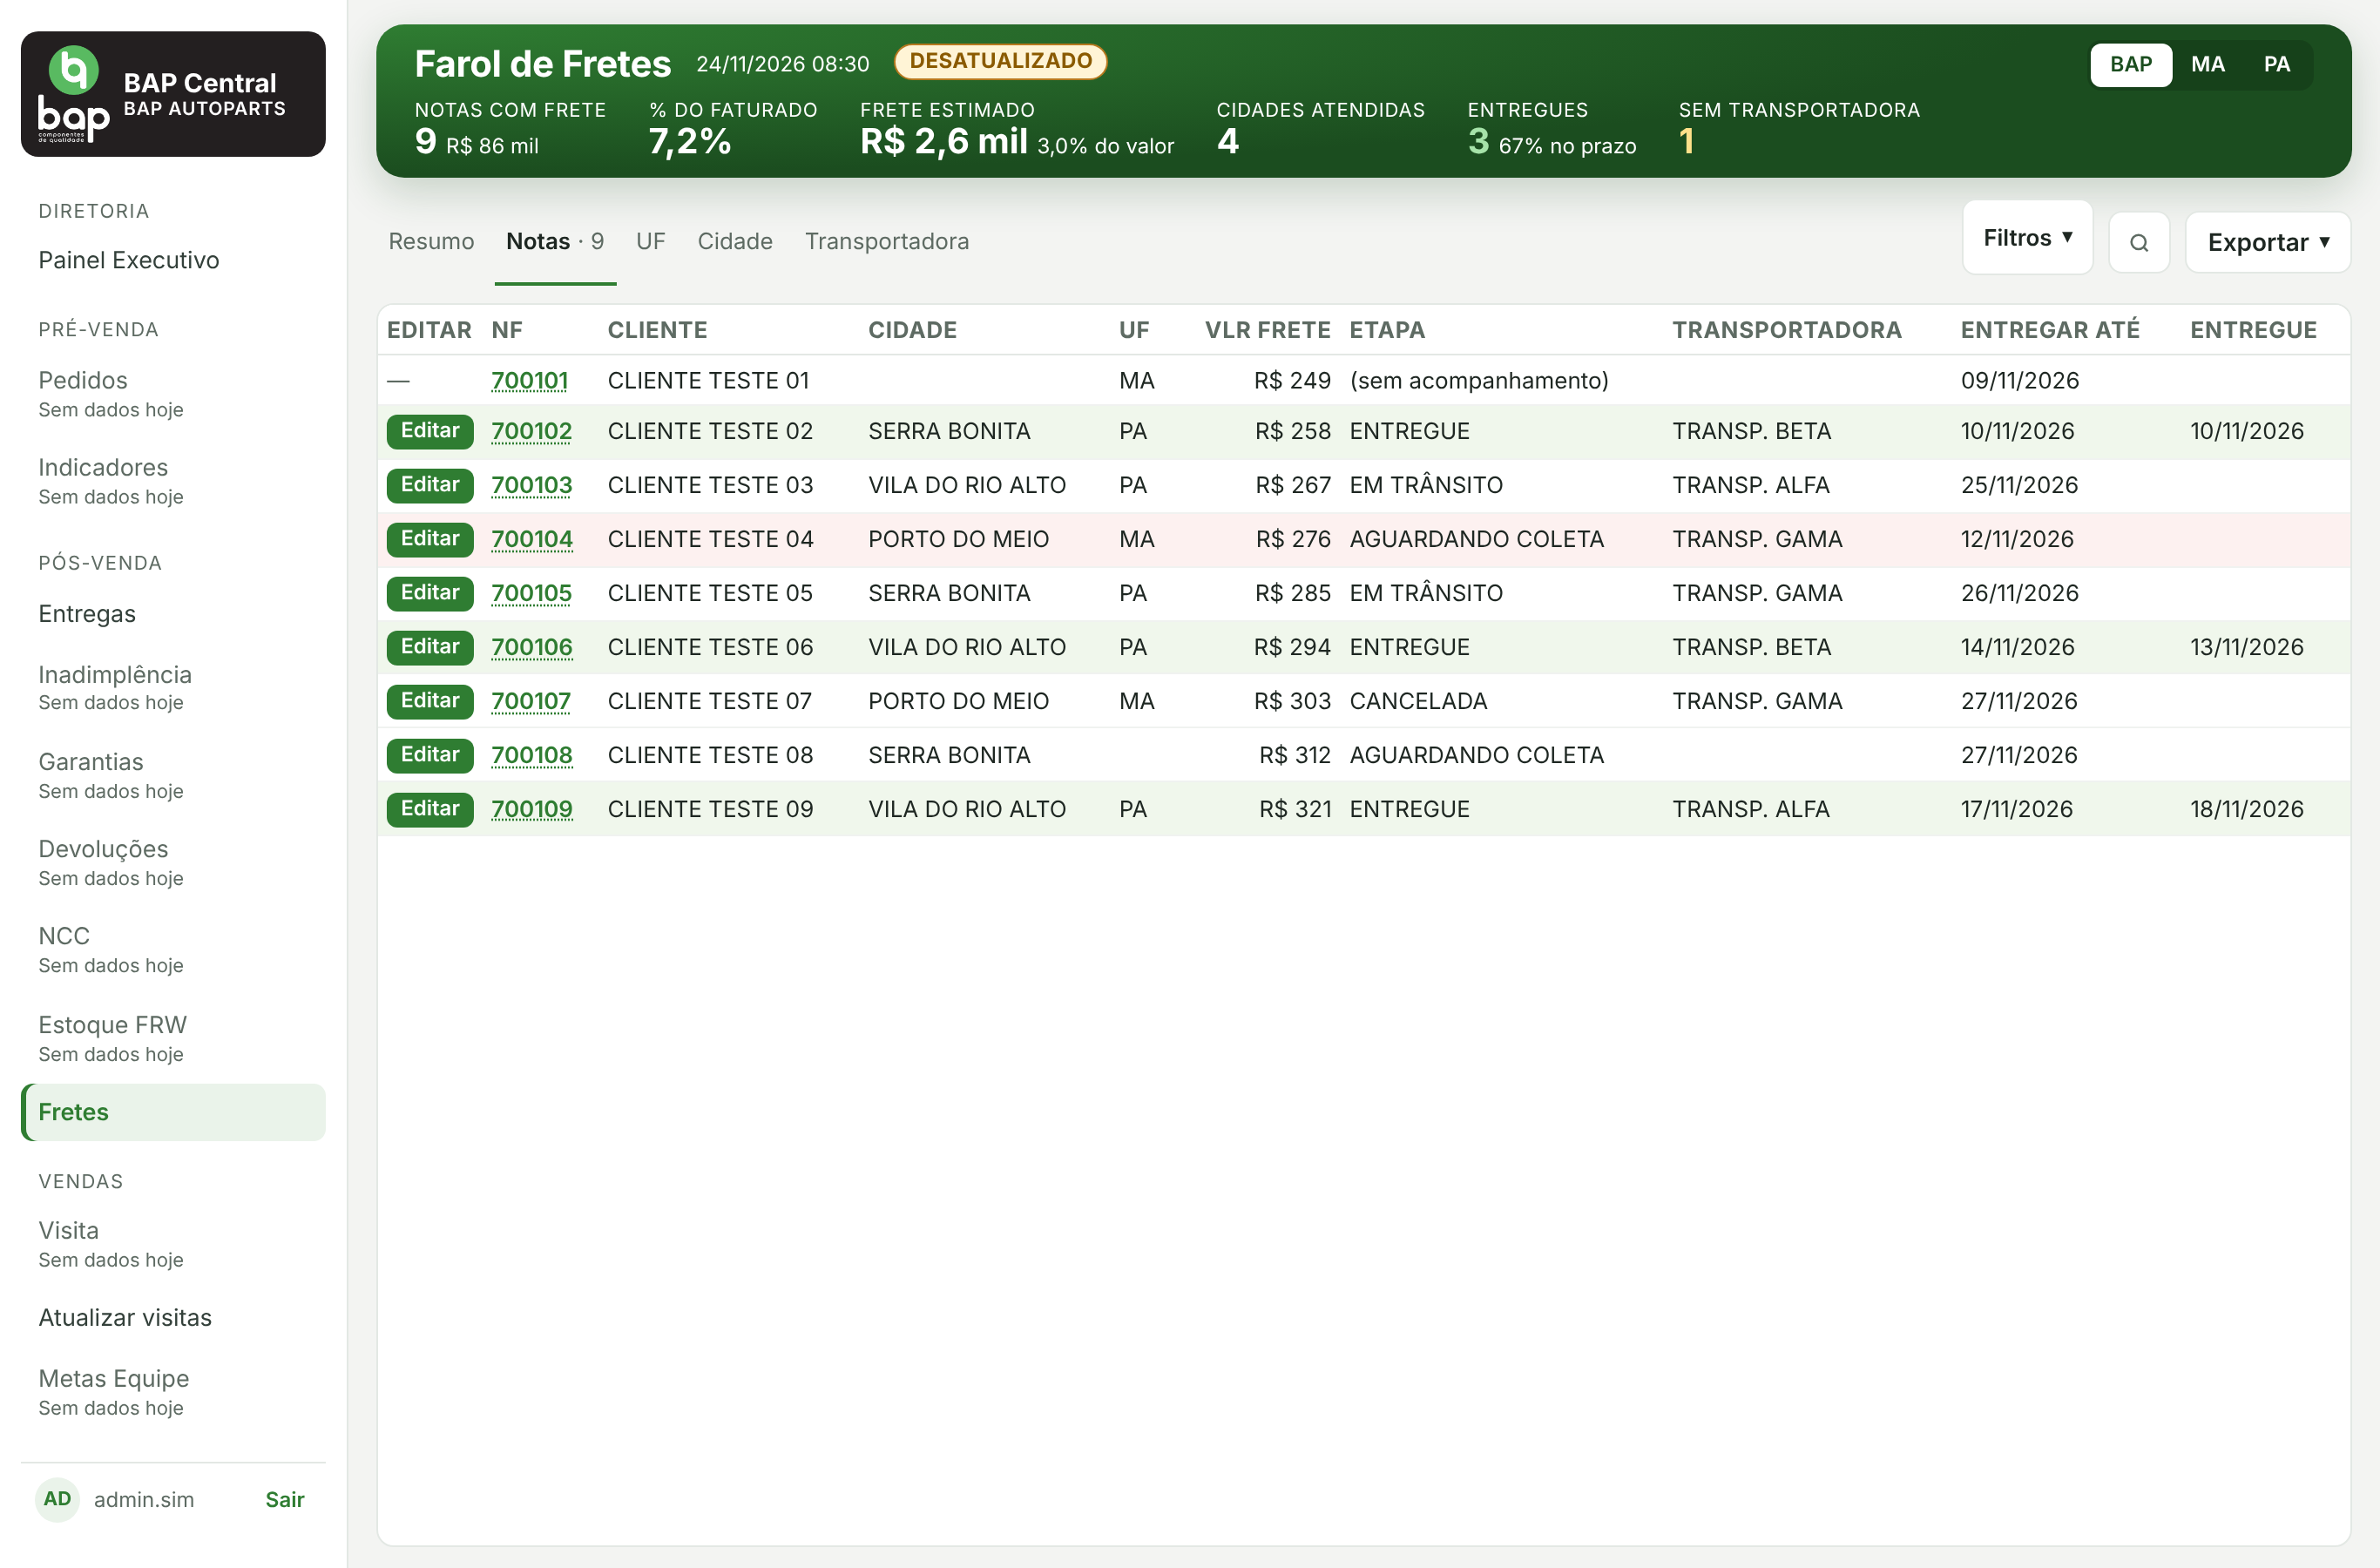 bap
componentes
de qualidade
BAP Central
BAP AUTOPARTS
DIRETORIA
Painel Executivo
PRÉ-VENDA
Pedidos
Sem dados hoje
Indicadores
Sem dados hoje
PÓS-VENDA
Entregas
Inadimplência
Sem dados hoje
Garantias
Sem dados hoje
Devoluções
Sem dados hoje
NCC
Sem dados hoje
Estoque FRW
Sem dados hoje
Fretes
VENDAS
Visita
Sem dados hoje
Atualizar visitas
Metas Equipe
Sem dados hoje
AD admin.sim Sair
Farol de Fretes 24/11/2026 08:30 DESATUALIZADO BAP MA PA
NOTAS COM FRETE % DO FATURADO FRETE ESTIMADO CIDADES ATENDIDAS ENTREGUES SEM TRANSPORTADORA
9 R$ 86 mil 7,2% R$ 2,6 mil 3,0% do valor 4 3 67% no prazo 1
Resumo Notas · 9 UF Cidade Transportadora Filtros ▼ Exportar ▼
EDITAR NF CLIENTE CIDADE UF VLR FRETE ETAPA TRANSPORTADORA ENTREGAR ATÉ ENTREGUE
— 700101 CLIENTE TESTE 01 MA R$ 249 (sem acompanhamento) 09/11/2026
Editar 700102 CLIENTE TESTE 02 SERRA BONITA PA R$ 258 ENTREGUE TRANSP. BETA 10/11/2026 10/11/2026
Editar 700103 CLIENTE TESTE 03 VILA DO RIO ALTO PA R$ 267 EM TRÂNSITO TRANSP. ALFA 25/11/2026
Editar 700104 CLIENTE TESTE 04 PORTO DO MEIO MA R$ 276 AGUARDANDO COLETA TRANSP. GAMA 12/11/2026
Editar 700105 CLIENTE TESTE 05 SERRA BONITA PA R$ 285 EM TRÂNSITO TRANSP. GAMA 26/11/2026
Editar 700106 CLIENTE TESTE 06 VILA DO RIO ALTO PA R$ 294 ENTREGUE TRANSP. BETA 14/11/2026 13/11/2026
Editar 700107 CLIENTE TESTE 07 PORTO DO MEIO MA R$ 303 CANCELADA TRANSP. GAMA 27/11/2026
Editar 700108 CLIENTE TESTE 08 SERRA BONITA R$ 312 AGUARDANDO COLETA 27/11/2026
Editar 700109 CLIENTE TESTE 09 VILA DO RIO ALTO PA R$ 321 ENTREGUE TRANSP. ALFA 17/11/2026 18/11/2026